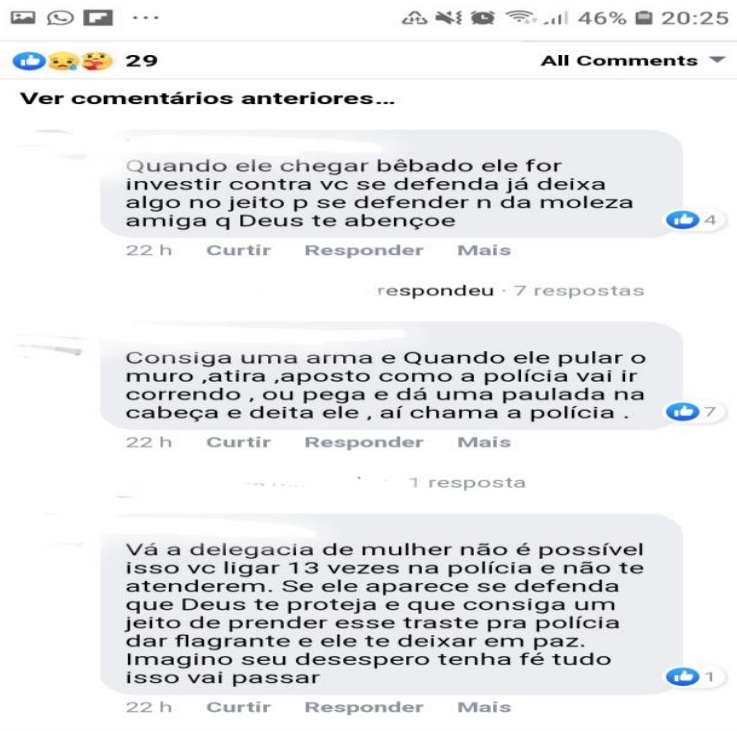 46% 20:25
29 All Comments
Ver comentários anteriores...
Quando ele chegar bêbado ele for
investir contra vc se defenda já deixa
algo no jeito p se defender n da moleza
amiga q Deus te abençoe
4
22 h Curtir Responder Mais
respondeu · 7 respostas
Consiga uma arma e Quando ele pular o
muro ,atira ,aposto como a polícia vai ir
correndo , ou pega e dá uma paulada na
cabeça e deita ele , aí chama a polícia .
7
22 h Curtir Responder Mais
1 resposta
Vá a delegacia de mulher não é possível
isso vc ligar 13 vezes na polícia e não te
atenderem. Se ele aparece se defenda
que Deus te proteja e que consiga um
jeito de prender esse traste pra polícia
dar flagrante e ele te deixar em paz.
Imagino seu desespero tenha fé tudo
isso vai passar
1
22 h Curtir Responder Mais